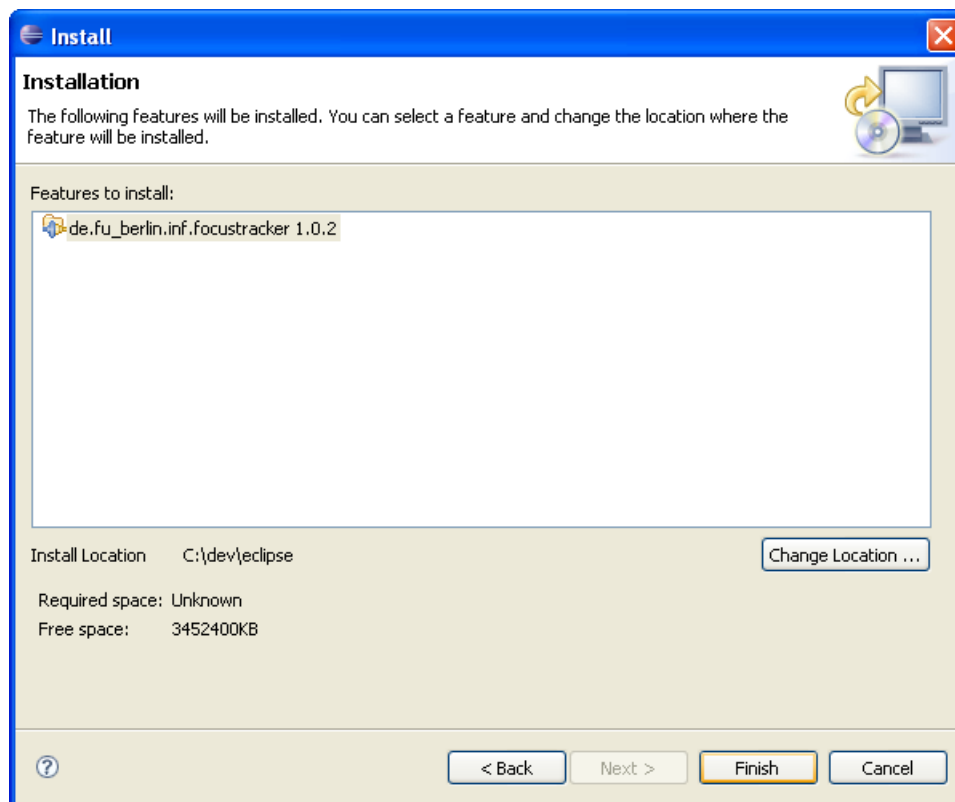 Install
Installation
The following features will be installed. You can select a feature and change the location where the
feature will be installed.
Features to install:
de.fu_berlin.inf.focustracker 1.0.2
Install Location C:\dev\eclipse
Change Location ...
Required space: Unknown
Free space: 3452400KB
?
< Back Next > Finish Cancel